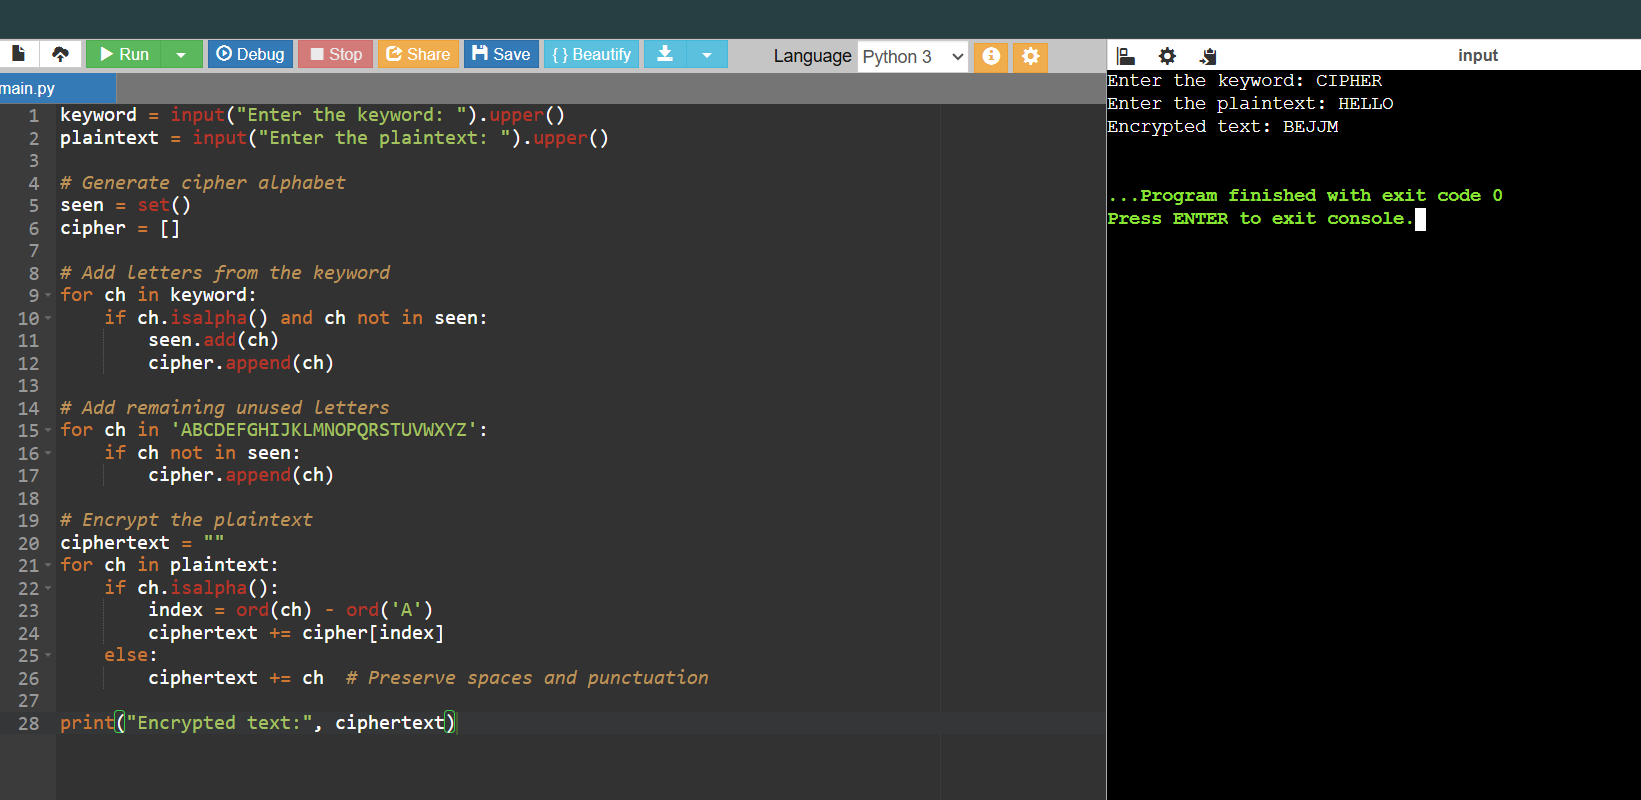 Run Debug Stop Share Save { } Beautify Language Python 3
main.py
1 keyword = input("Enter the keyword: ").upper()
2 plaintext = input("Enter the plaintext: ").upper()
3
4 # Generate cipher alphabet
5 seen = set()
6 cipher = []
7
8 # Add letters from the keyword
9 for ch in keyword:
10     if ch.isalpha() and ch not in seen:
11         seen.add(ch)
12         cipher.append(ch)
13
14 # Add remaining unused letters
15 for ch in 'ABCDEFGHIJKLMNOPQRSTUVWXYZ':
16     if ch not in seen:
17         cipher.append(ch)
18
19 # Encrypt the plaintext
20 ciphertext = ""
21 for ch in plaintext:
22     if ch.isalpha():
23         index = ord(ch) - ord('A')
24         ciphertext += cipher[index]
25     else:
26         ciphertext += ch  # Preserve spaces and punctuation
27
28 print("Encrypted text:", ciphertext)
input
Enter the keyword: CIPHER
Enter the plaintext: HELLO
Encrypted text: BEJJM
...Program finished with exit code 0
Press ENTER to exit console.